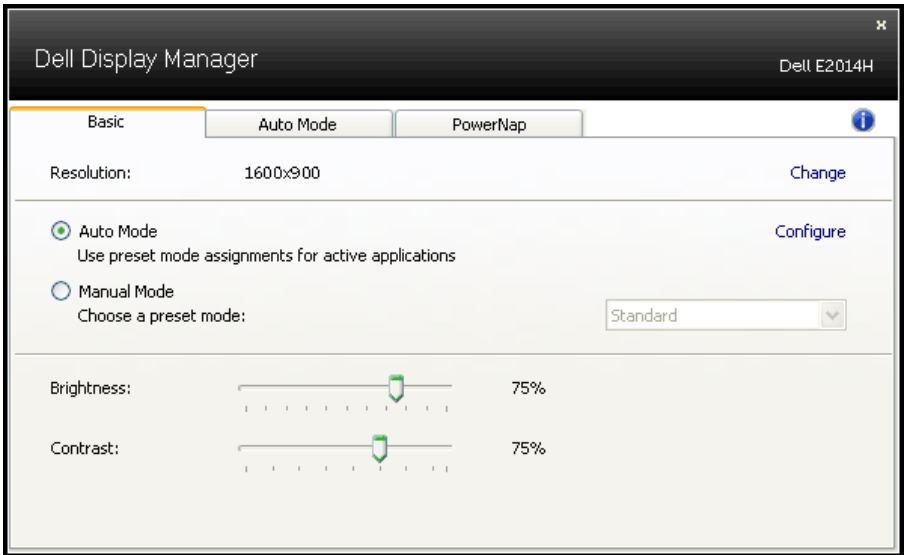 Dell Display Manager
Dell E2014H
Basic
Auto Mode
PowerNap
Resolution: 1600x900 Change
Auto Mode Configure
Use preset mode assignments for active applications
Manual Mode
Choose a preset mode: Standard
Brightness: 75%
Contrast: 75%